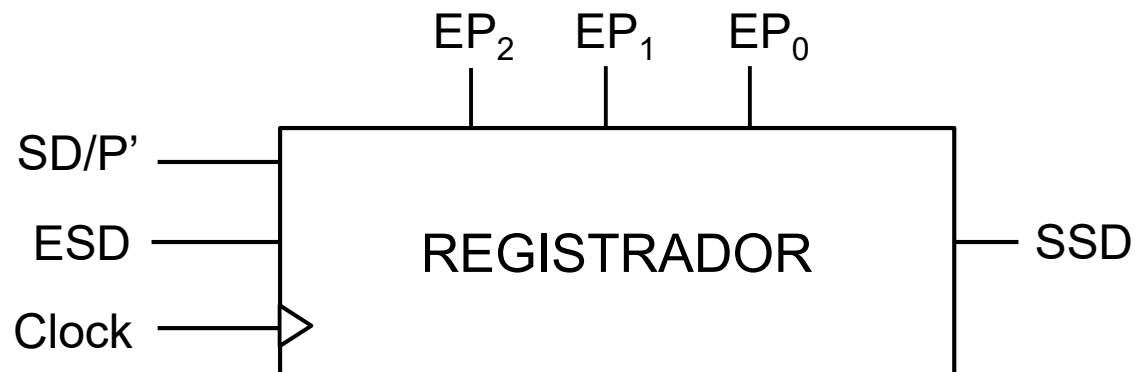 EP₂ EP₁ EP₀
SD/P’
ESD
REGISTRADOR
SSD
Clock